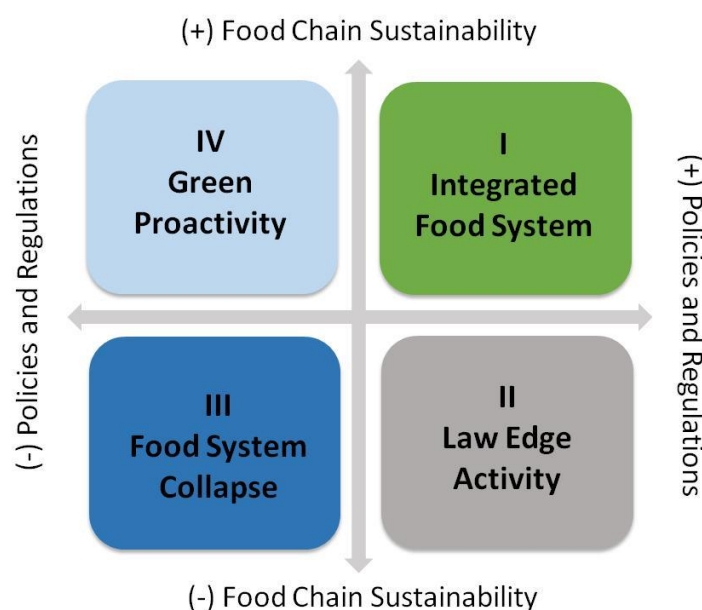 (+) Food Chain Sustainability
(-) Policies and Regulations
IV
Green
Proactivity
I
Integrated
Food System
(+) Policies and Regulations
III
Food System
Collapse
II
Law Edge
Activity
(-) Food Chain Sustainability